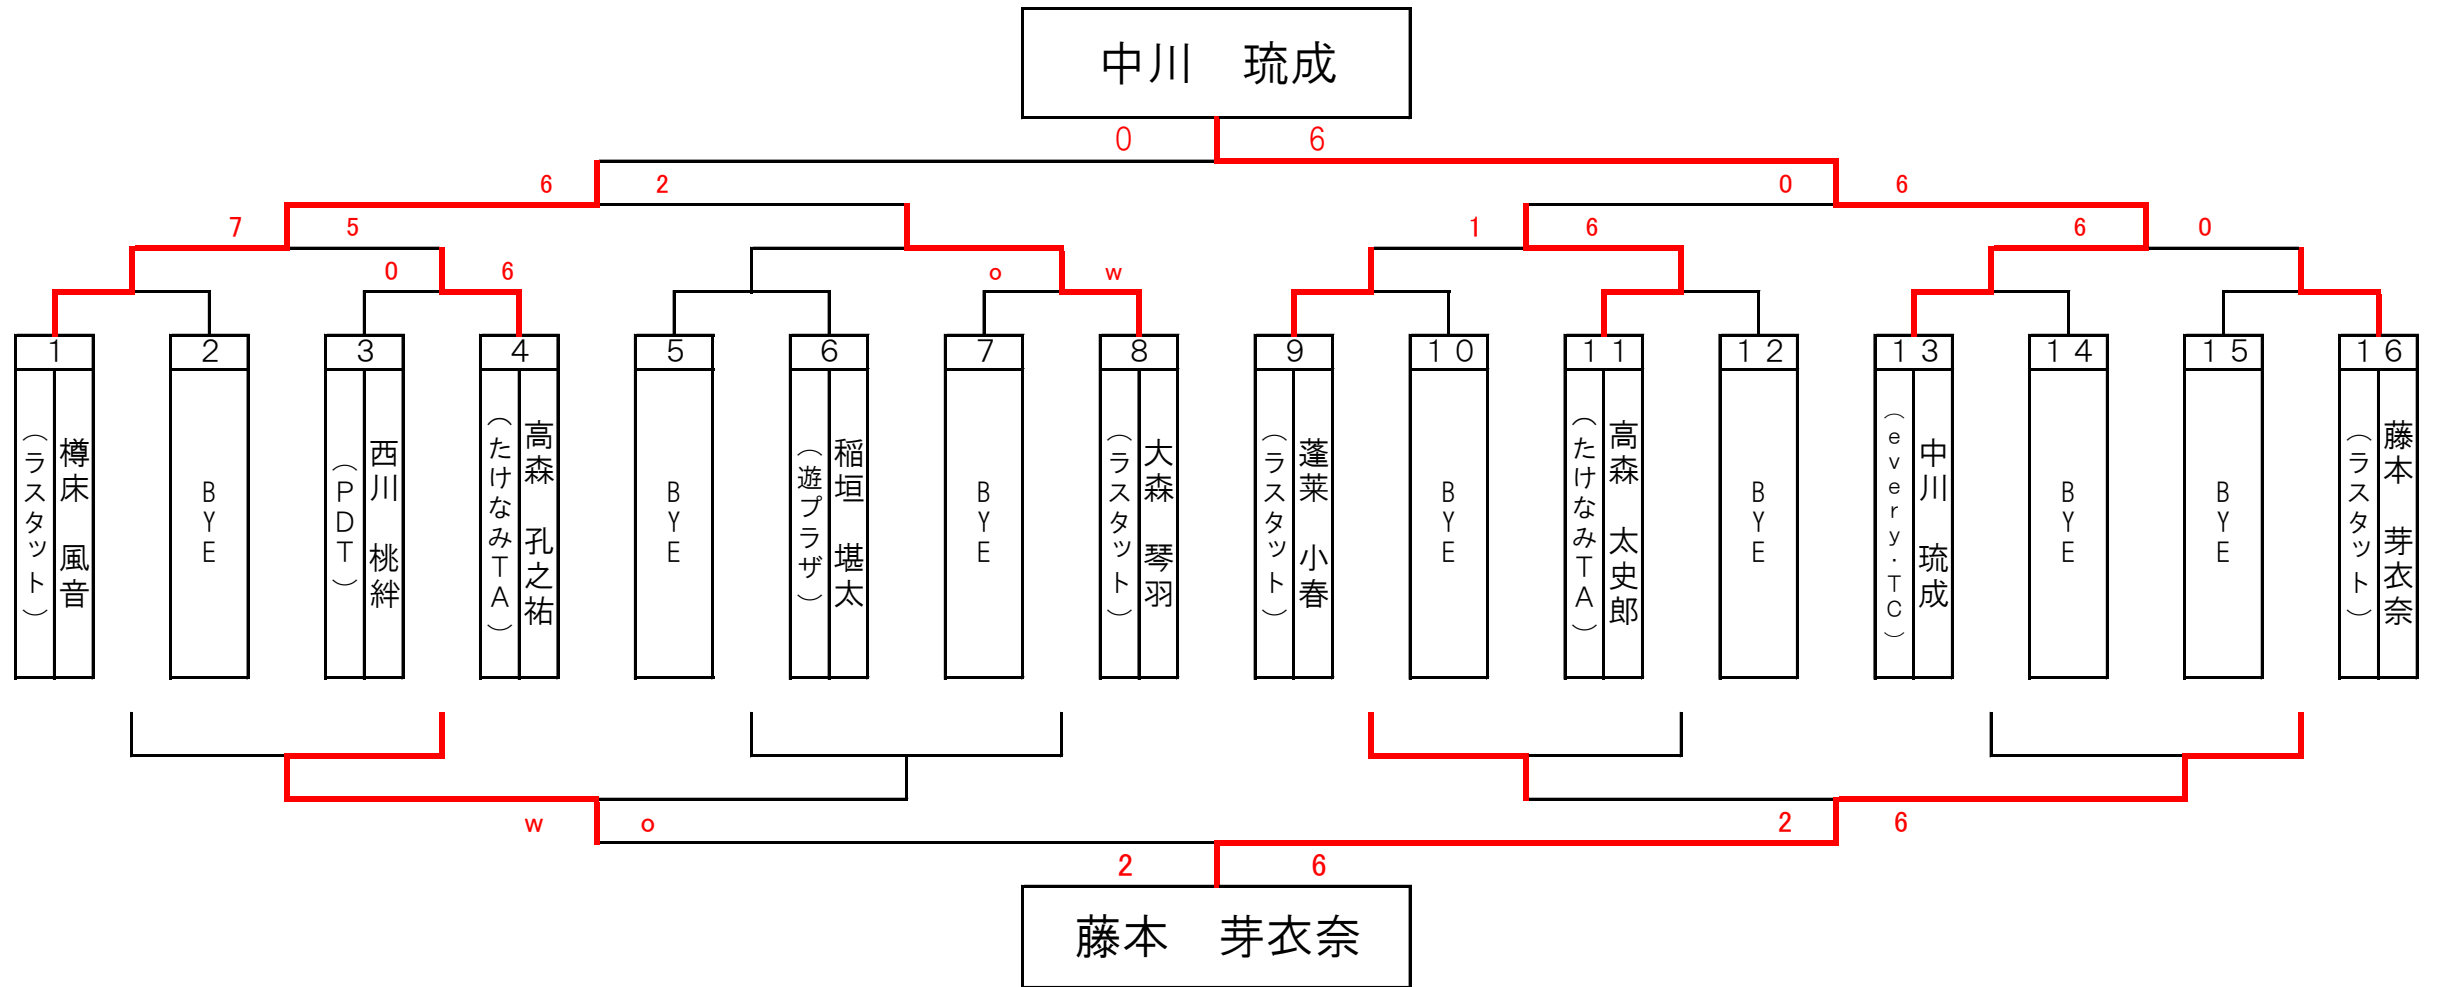 中川　琉成
0 6
6 2 0 6
7 5 1 6 6 0
0 6 o w
1 2 3 4 5 6 7 8 9 10 11 12 13 14 15 16
樽床　風音
（ラスタット）
BYE
西川　桃絆
（PDT）
高森　孔之祐
（たけなみTA）
BYE
稲垣　堪太
（遊プラザ）
BYE
大森　琴羽
（ラスタット）
蓬莱　小春
（ラスタット）
BYE
高森　太史郎
（たけなみTA）
BYE
中川　琉成
（every・TC）
BYE
BYE
藤本　芽衣奈
（ラスタット）
w o 2 6
2 6
藤本　芽衣奈